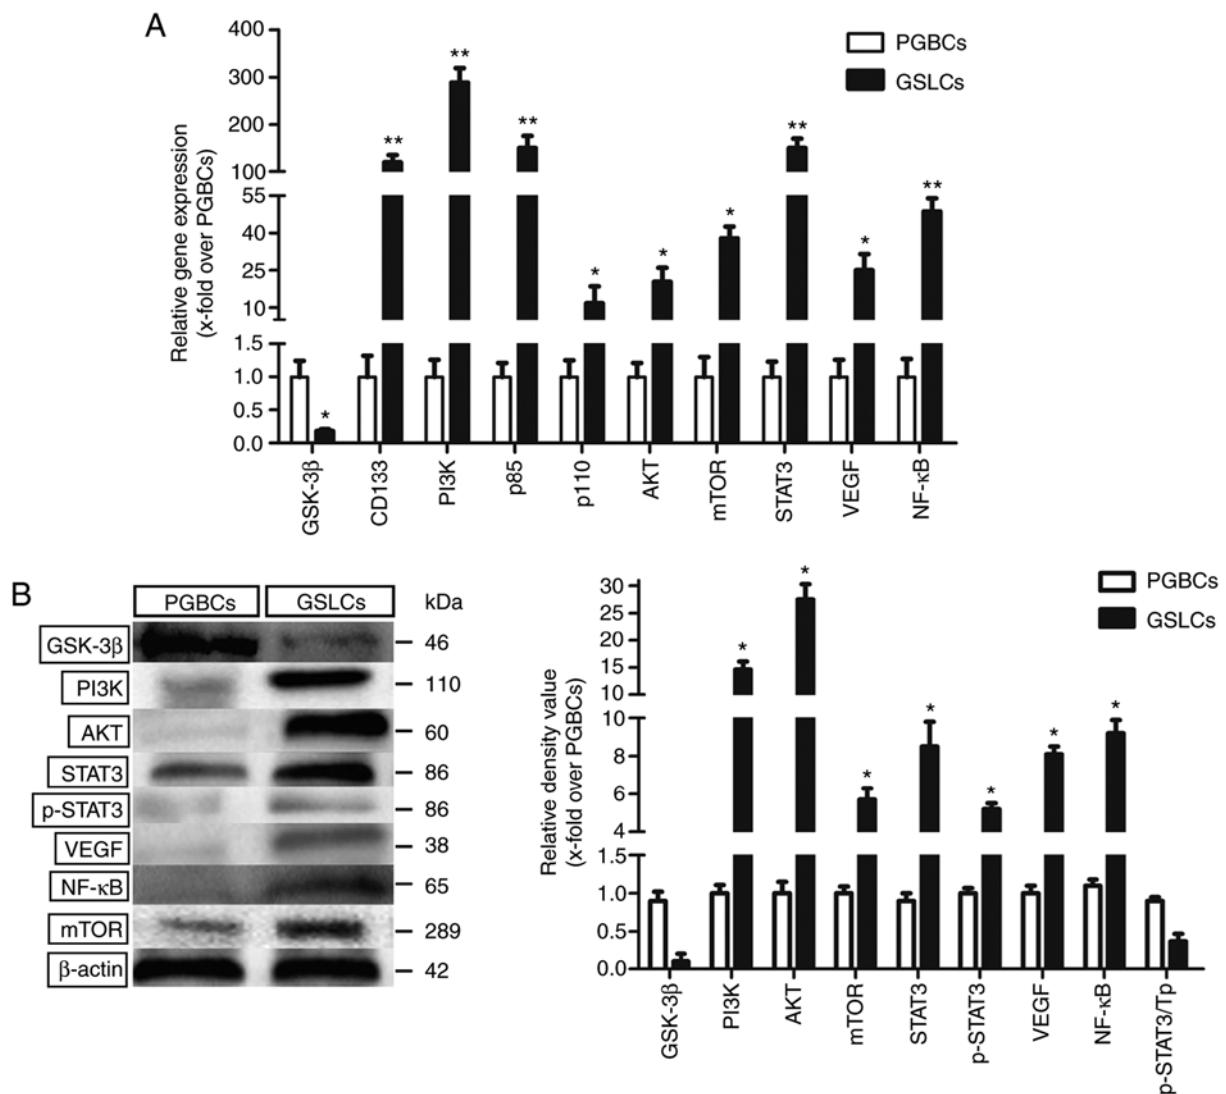 A
400
300
200
100
55
40
25
10
1.5
1.0
0.5
0.0
Relative gene expression
(x-fold over PGBCs)
PGBCs
GSLCs
*
**
**
**
*
*
*
**
*
**
GSK-3β
CD133
PI3K
p85
p110
AKT
mTOR
STAT3
VEGF
NF-κB
B
PGBCs
GSLCs
kDa
GSK-3β
46
PI3K
110
AKT
60
STAT3
86
p-STAT3
86
VEGF
38
NF-κB
65
mTOR
289
β-actin
42
30
25
20
15
10
10
8
6
4
1.5
1.0
0.5
0.0
Relative density value
(x-fold over PGBCs)
PGBCs
GSLCs
*
*
*
*
*
*
*
GSK-3β
PI3K
AKT
mTOR
STAT3
p-STAT3
VEGF
NF-κB
p-STAT3/Tp